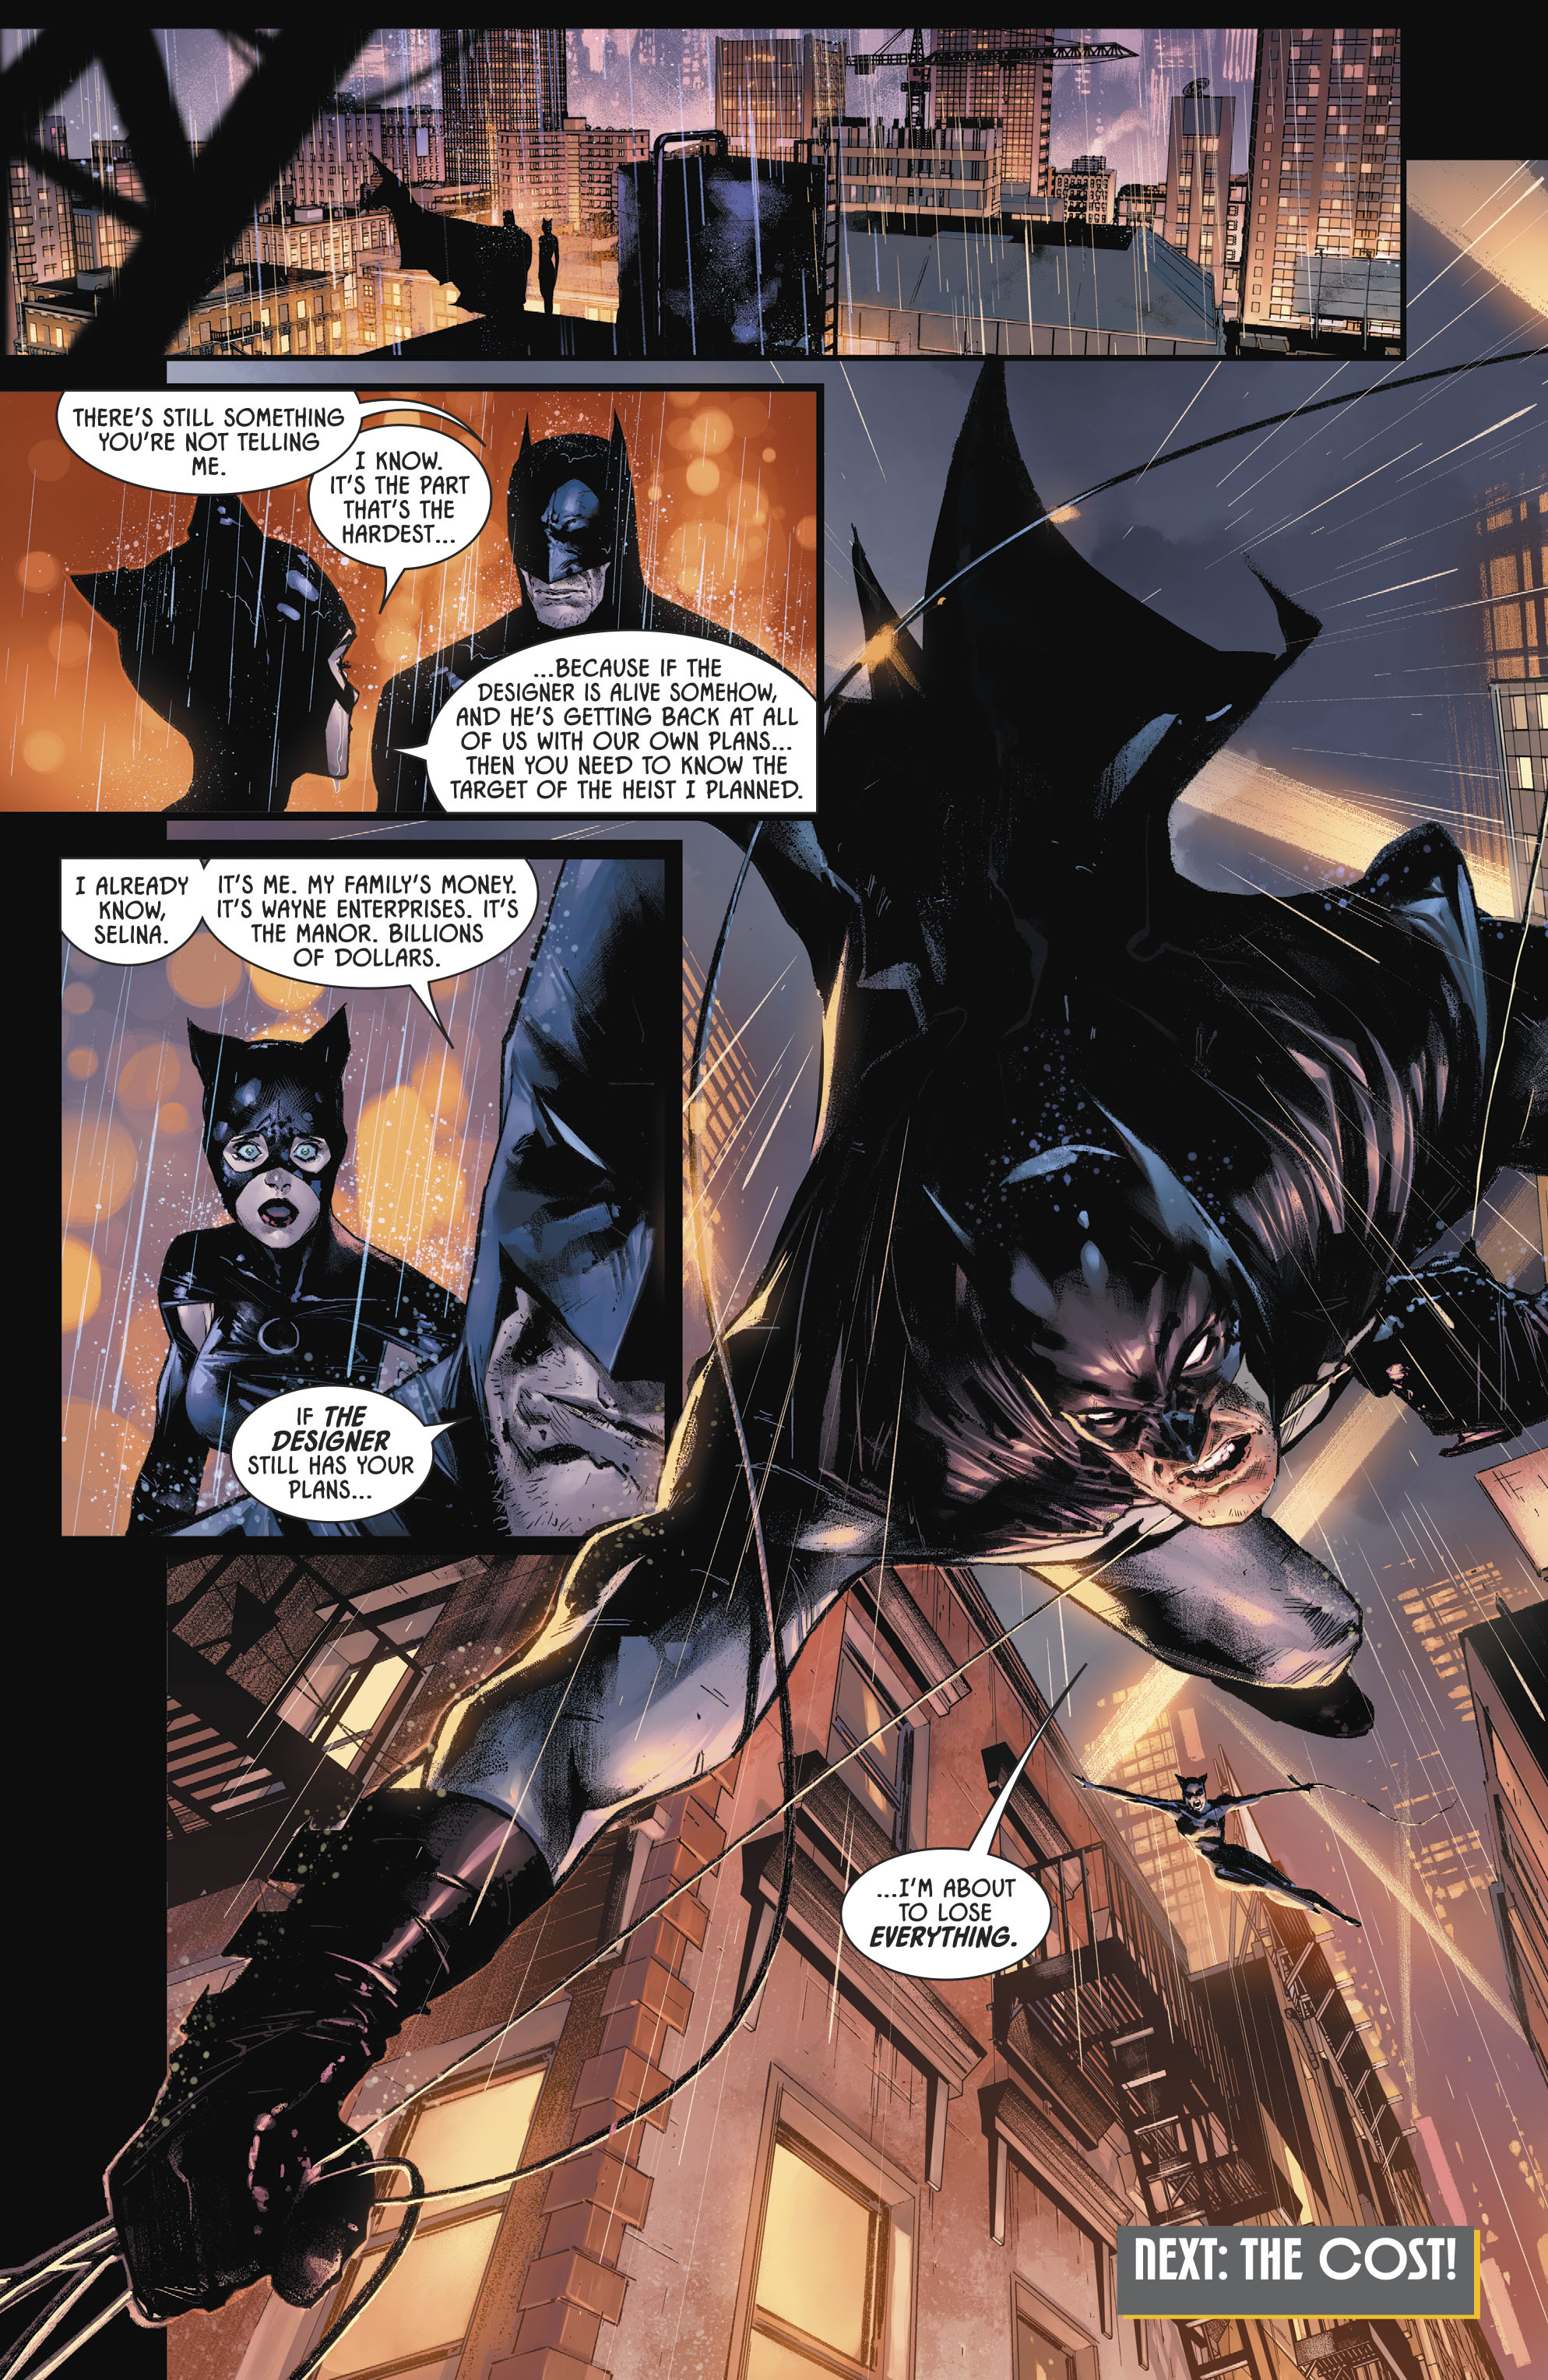 THERE'S STILL SOMETHING
YOU'RE NOT TELLING
ME.
I KNOW.
IT'S THE PART
THAT'S THE
HARDEST...
...BECAUSE IF THE
DESIGNER IS ALIVE SOMEHOW,
AND HE'S GETTING BACK AT ALL
OF US WITH OUR OWN PLANS...
THEN YOU NEED TO KNOW THE
TARGET OF THE HEIST I PLANNED.
I ALREADY
KNOW,
SELINA.
IT'S ME. MY FAMILY'S MONEY.
IT'S WAYNE ENTERPRISES. IT'S
THE MANOR. BILLIONS
OF DOLLARS.
IF THE
DESIGNER
STILL HAS YOUR
PLANS...
...I'M ABOUT
TO LOSE
EVERYTHING.
NEXT: THE COST!